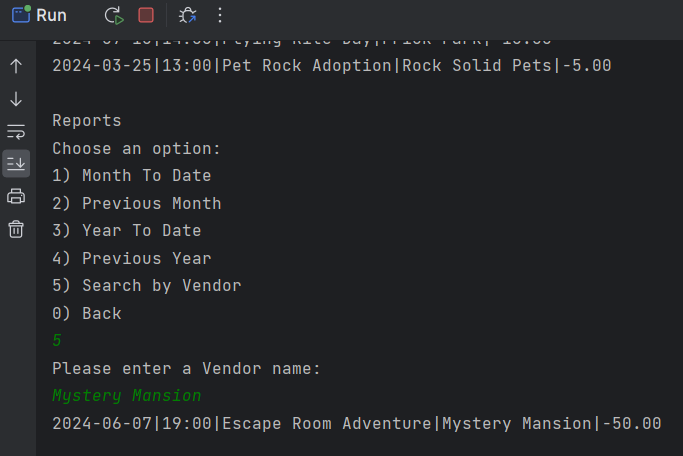 Run
2024-03-25|13:00|Pet Rock Adoption|Rock Solid Pets|-5.00
Reports
Choose an option:
1) Month To Date
2) Previous Month
3) Year To Date
4) Previous Year
5) Search by Vendor
0) Back
5
Please enter a Vendor name:
Mystery Mansion
2024-06-07|19:00|Escape Room Adventure|Mystery Mansion|-50.00